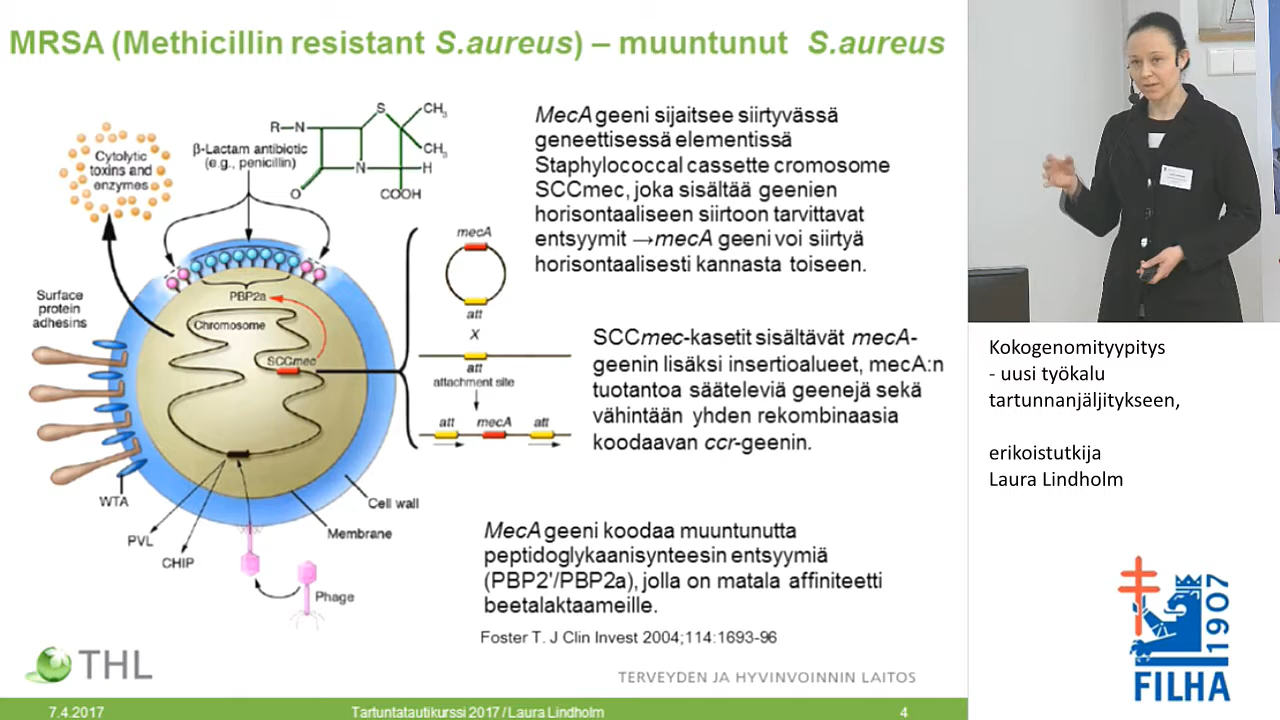 MRSA (Methicillin resistant S.aureus) – muuntunut S.aureus
Cytolytic
toxins and
enzymes
β-Lactam antibiotic
(e.g., penicillin)
R—N
S
CH3
CH3
N
H
O
COOH
Surface
protein
adhesins
PBP2a
Chromosome
SCCmec
WTA
PVL
CHIP
Cell wall
Membrane
Phage
mecA
att
X
att
attachment site
att mecA att
MecA geeni sijaitsee siirtyvässä
geneettisessä elementissä
Staphylococcal cassette cromosome
SCCmec, joka sisältää geenien
horisontaaliseen siirtoon tarvittavat
entsyymit →mecA geeni voi siirtyä
horisontaalisesti kannasta toiseen.
SCCmec-kasetit sisältävät mecA-
geenin lisäksi insertioalueet, mecA:n
tuotantoa sääteleviä geenejä sekä
vähintään yhden rekombinaasia
koodaavan ccr-geenin.
MecA geeni koodaa muuntunutta
peptidoglykaanisynteesin entsyymiä
(PBP2'/PBP2a), jolla on matala affiniteetti
beetalaktaameille.
Foster T. J Clin Invest 2004;114:1693-96
THL
TERVEYDEN JA HYVINVOINNIN LAITOS
7.4.2017
Tartuntatautikurssi 2017 / Laura Lindholm
4
Kokogenomityypitys
- uusi työkalu
tartunnanjäljitykseen,
erikoistutkija
Laura Lindholm
1907
FILHA